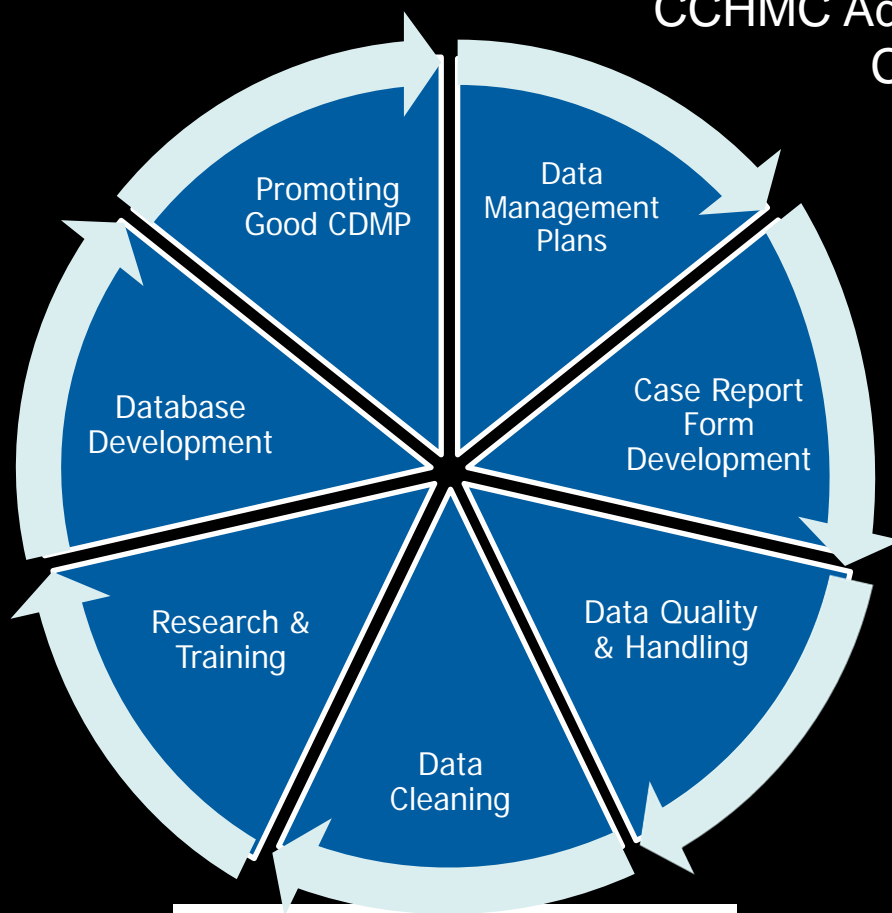 CCHMC
Promoting
Good CDMP
Data
Management
Plans
Case Report
Form
Development
Data Quality
& Handling
Data
Cleaning
Research &
Training
Database
Development